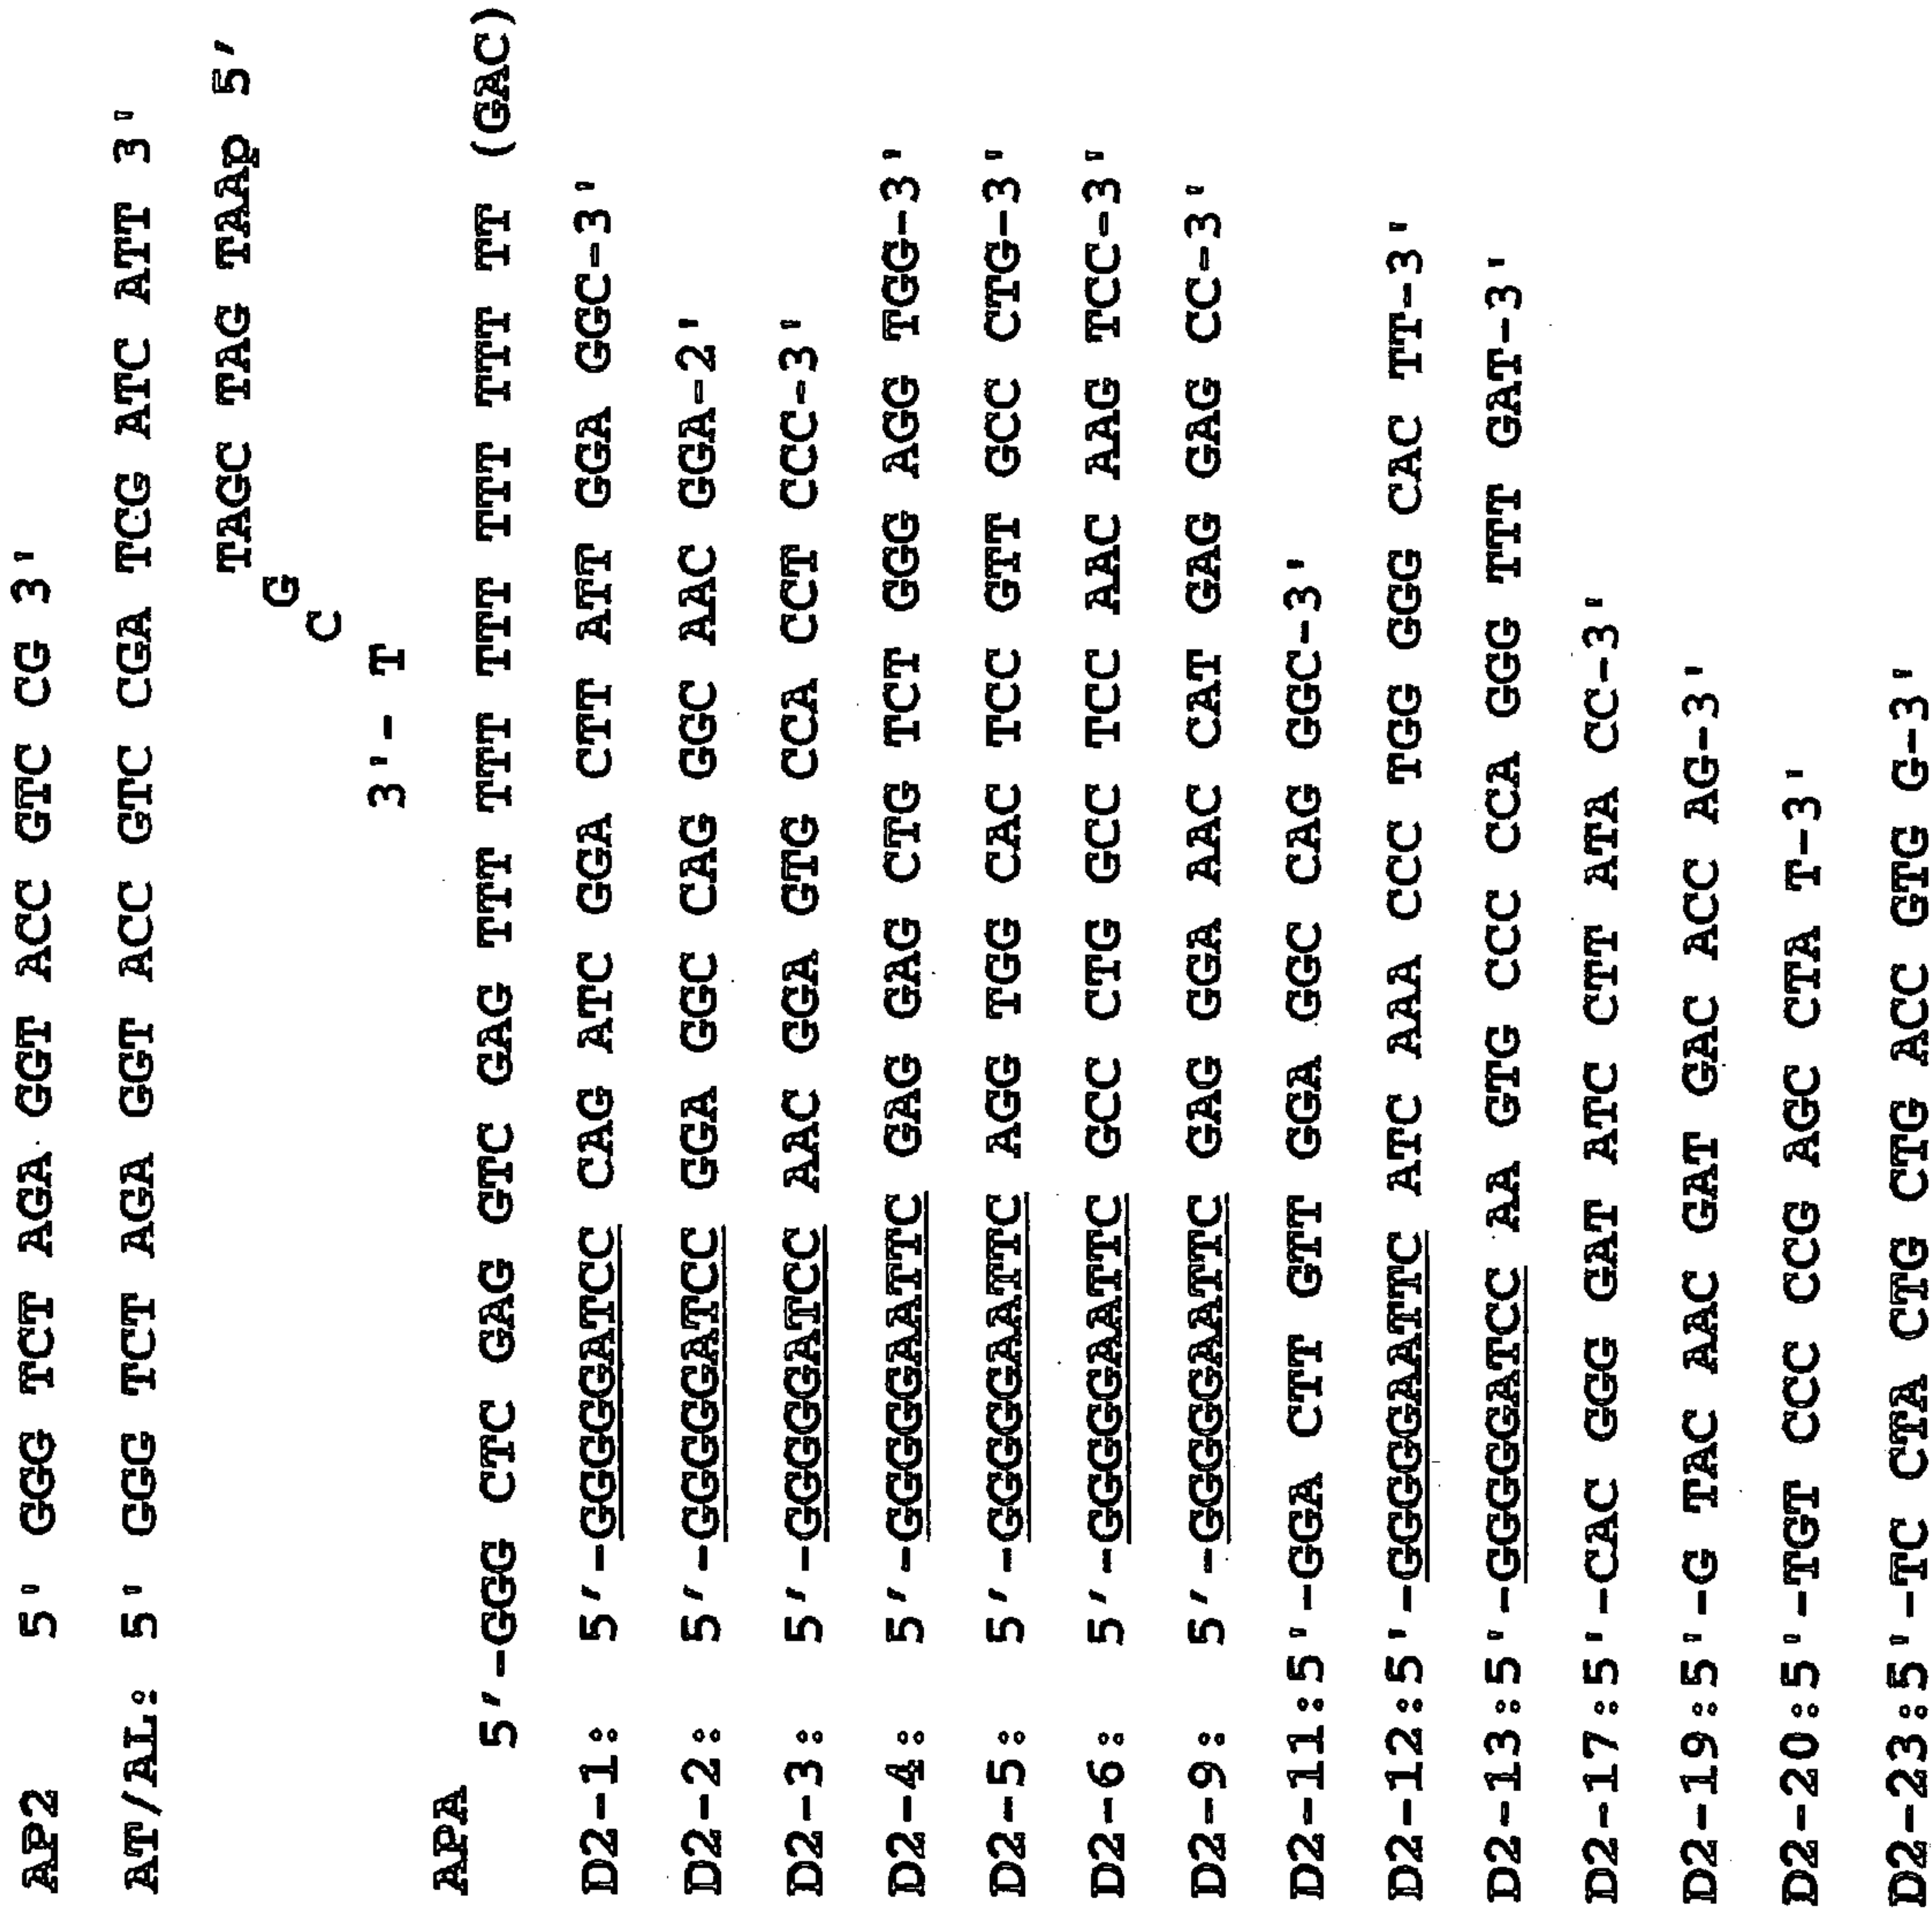 AP2 5' GGG TCT AGA GGT ACC GTC CG 3'
AT/AL: 5' GGG TCT AGA GGT ACC GTC CGA TCG ATC ATT 3'
TAGC TAG TAAp 5'
G
C
3'- T
APA 5'-GGG CTC GAG GTC GAG TTT TTT TTT TTT TTT TT (GAC)
D2-1: 5'-GGGGGATCC CAG ATC GGA CTT ATT GGA GGC-3'
D2-2: 5'-GGGGGATCC GGA GGC CAG GGC AAC GGA-2'
D2-3: 5'-GGGGGATCC AAC GGA GTG CCA CCT CCC-3'
D2-4: 5'-GGGGGAATTC GAG GAG CTG TCT GGG AGG TGG-3'
D2-5: 5'-GGGGGAATTC AGG TGG CAC TCC GTT GCC CTG-3'
D2-6: 5'-GGGGGAATTC GCC CTG GCC TCC AAC AAG TCC-3'
D2-9: 5'-GGGGGAATTC GAG GGA AAC CAT GAG GAG CC-3'
D2-11:5'-GGA CTT GTT GGA GGC CAG GGC-3'
D2-12:5'-GGGGGAATTC ATC AAA CCC TGG GGG CAC TT-3'
D2-13:5'-GGGGGATCC AA GTG CCC CCA GGG TTT GAT-3'
D2-17:5'-CAC GGG GAT ATC CTT ATA CC-3'
D2-19:5'-G TAC AAC GAT GAC ACC AG-3'
D2-20:5'-TGT CCC CCG AGC CTA T-3'
D2-23:5'-TC CTA CTG CTG ACC GTG G-3'